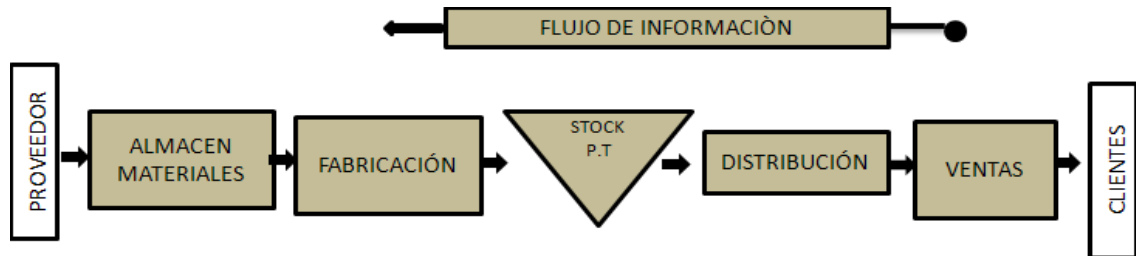 FLUJO DE INFORMACIÒN
PROVEEDOR
ALMACEN
MATERIALES
FABRICACIÓN
STOCK
P.T
DISTRIBUCIÓN
VENTAS
CLIENTES